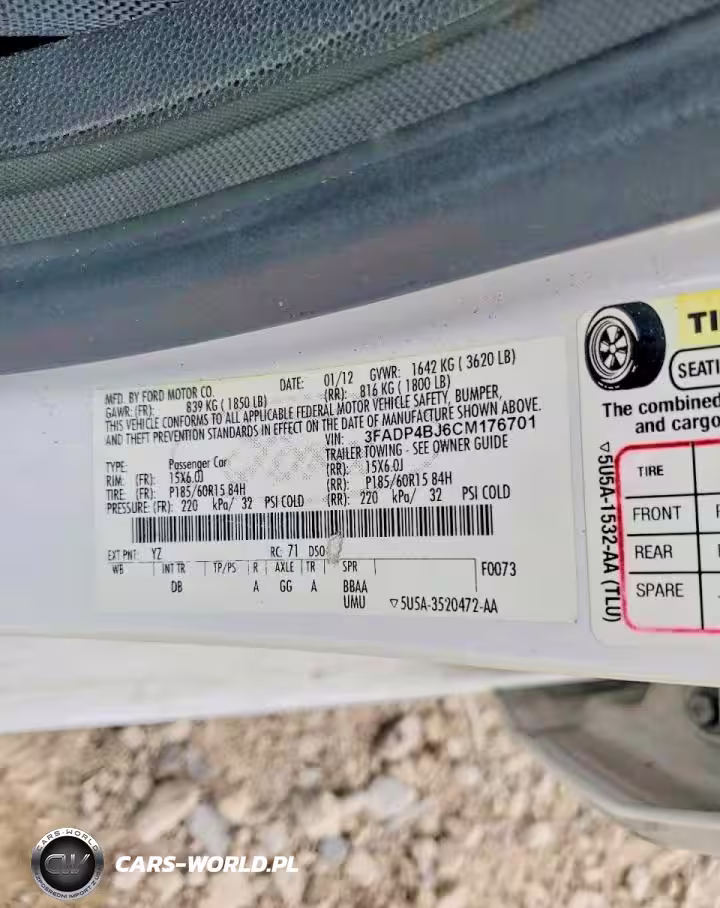 MFD. BY FORD MOTOR CO.
DATE: 01/12 GVWR: 1642 KG ( 3620 LB)
GAWR: (FR): 839 KG ( 1850 LB) (RR): 816 KG ( 1800 LB)
THIS VEHICLE CONFORMS TO ALL APPLICABLE FEDERAL MOTOR VEHICLE SAFETY, BUMPER,
AND THEFT PREVENTION STANDARDS IN EFFECT ON THE DATE OF MANUFACTURE SHOWN ABOVE.
VIN: 3FADP4BJ6CM176701
TYPE: Passenger Car TRAILER TOWING - SEE OWNER GUIDE
RIM: (FR): 15X6.0J (RR): 15X6.0J
TIRE: (FR): P185/60R15 84H (RR): P185/60R15 84H
PRESSURE: (FR): 220 kPa/ 32 PSI COLD (RR): 220 kPa/ 32 PSI COLD
EXT PNT: YZ RC: 71 DSO:
WB INT TR TP/PS R AXLE TR SPR F0073
DB A GG A BBAA
UMU ▽5U5A-3520472-AA
TI
SEATI
The combined
and cargo
▽5U5A-1532-AA (TLU)
TIRE
FRONT
REAR
SPARE
CARS-WORLD
CW
BEZPOŚREDNI IMPORT Z USA
CARS-WORLD.PL